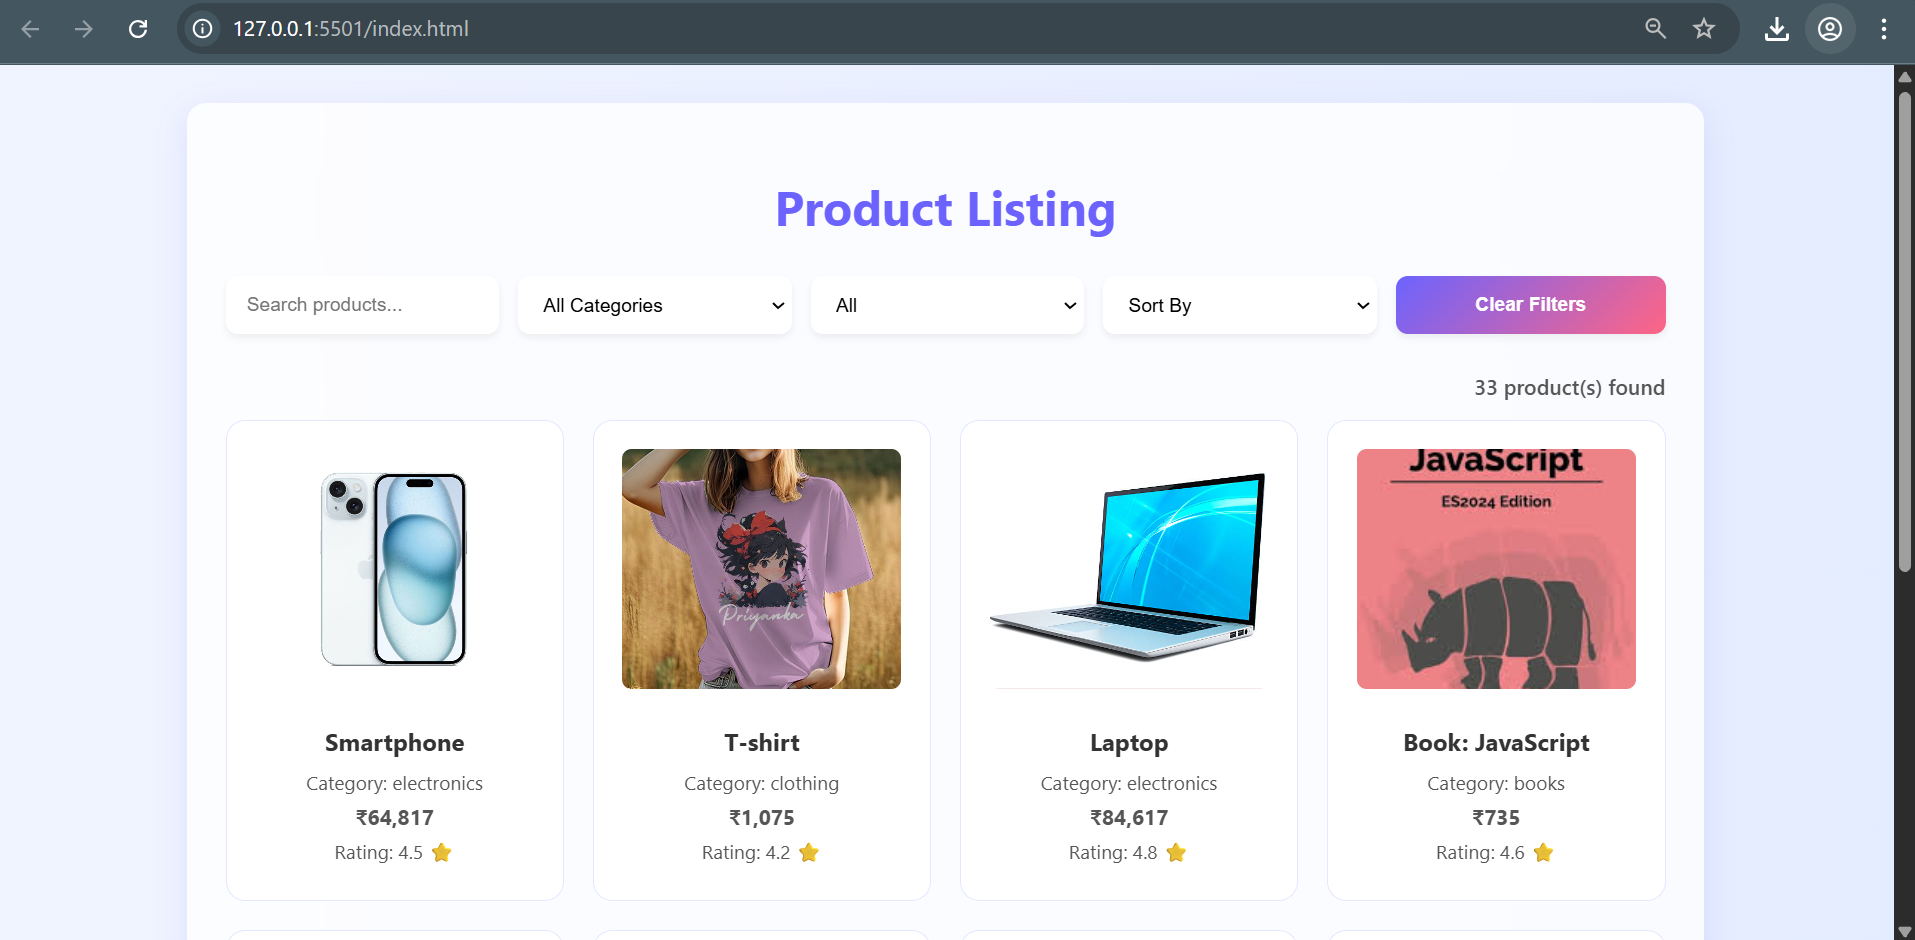 127.0.0.1:5501/index.html
Product Listing
Search products...
All Categories
All
Sort By
Clear Filters
33 product(s) found
Priyanka
JavaScript
ES2024 Edition
Smartphone
Category: electronics
₹64,817
Rating: 4.5 ⭐
T-shirt
Category: clothing
₹1,075
Rating: 4.2 ⭐
Laptop
Category: electronics
₹84,617
Rating: 4.8 ⭐
Book: JavaScript
Category: books
₹735
Rating: 4.6 ⭐